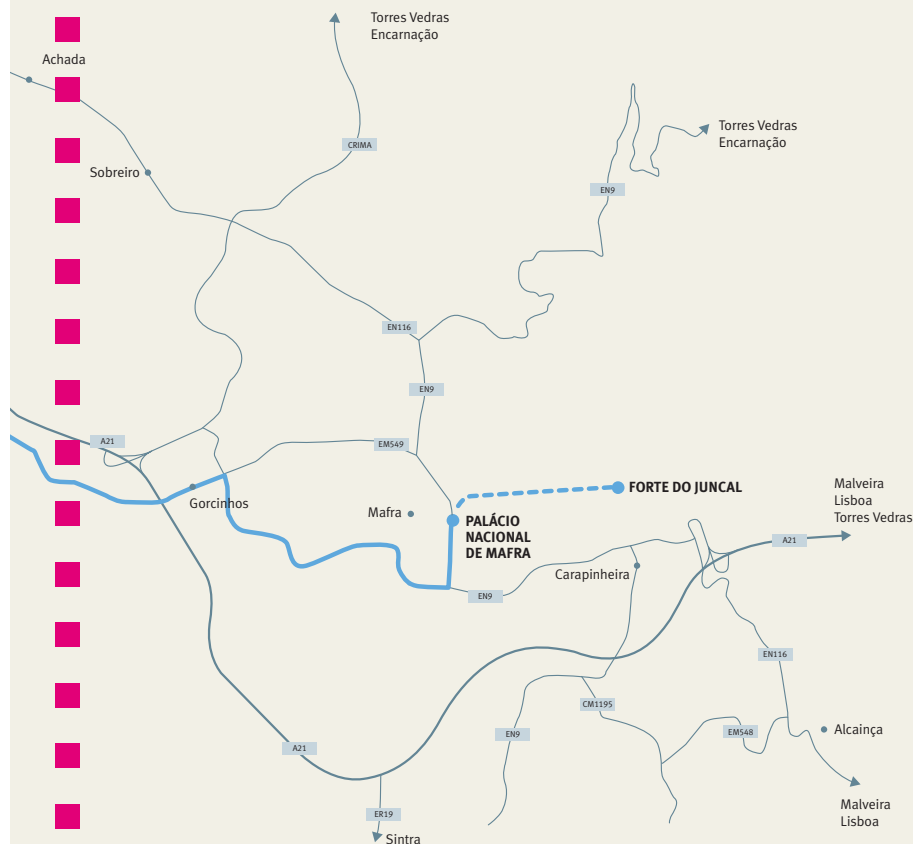 Torres Vedras
Encarnação
Achada
Torres Vedras
Encarnação
CRIMA
Sobreiro
EN9
EN116
EN9
A21
EM549
Malveira
Lisboa
Torres Vedras
FORTE DO JUNCAL
Gorcinhos
Mafra
PALÁCIO
NACIONAL
DE MAFRA
A21
Carapinheira
EN9
EN116
CM1195
EN9
EM548
Alcainça
A21
Malveira
Lisboa
ER19
Sintra